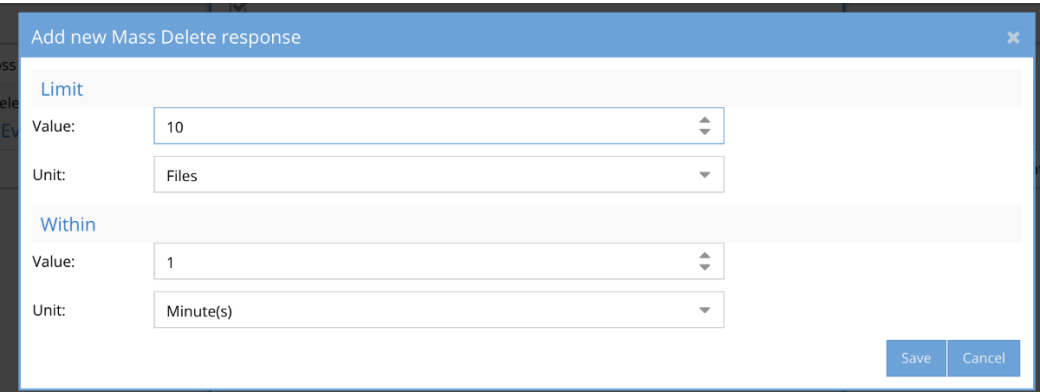 Add new Mass Delete response
Limit
Value: 10
Unit: Files
Within
Value: 1
Unit: Minute(s)
Save Cancel